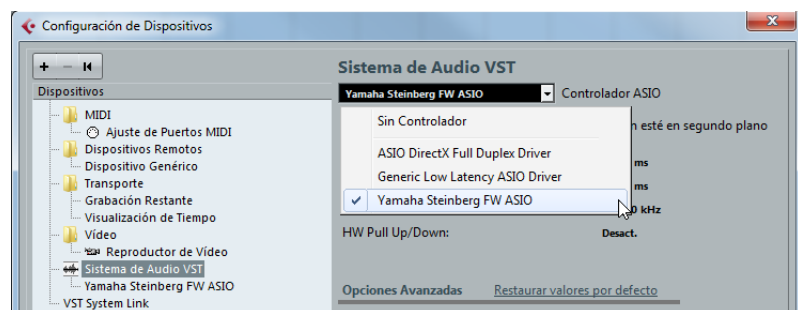 Configuración de Dispositivos
Dispositivos
MIDI
Ajuste de Puertos MIDI
Dispositivos Remotos
Dispositivo Genérico
Transporte
Grabación Restante
Visualización de Tiempo
Vídeo
Reproductor de Vídeo
Sistema de Audio VST
Yamaha Steinberg FW ASIO
VST System Link
Sistema de Audio VST
Yamaha Steinberg FW ASIO Controlador ASIO
Sin Controlador
esté en segundo plano
ASIO DirectX Full Duplex Driver
ms
Generic Low Latency ASIO Driver
ms
Yamaha Steinberg FW ASIO
kHz
HW Pull Up/Down: Desact.
Opciones Avanzadas Restaurar valores por defecto